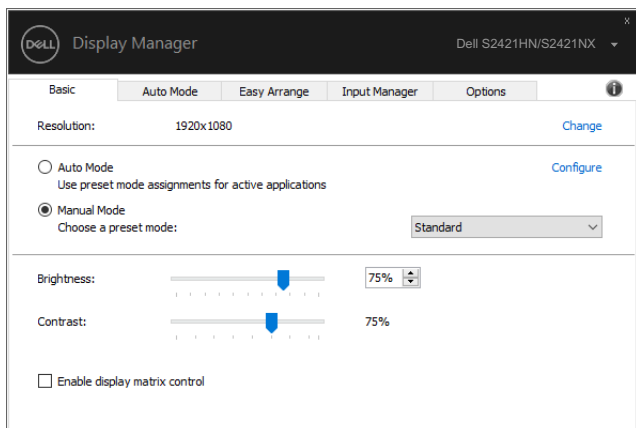 x
DELL
Display Manager
Dell S2421HN/S2421NX
Basic
Auto Mode
Easy Arrange
Input Manager
Options
i
Resolution:
1920x1080
Change
Auto Mode
Configure
Use preset mode assignments for active applications
Manual Mode
Choose a preset mode:
Standard
Brightness:
75%
Contrast:
75%
Enable display matrix control